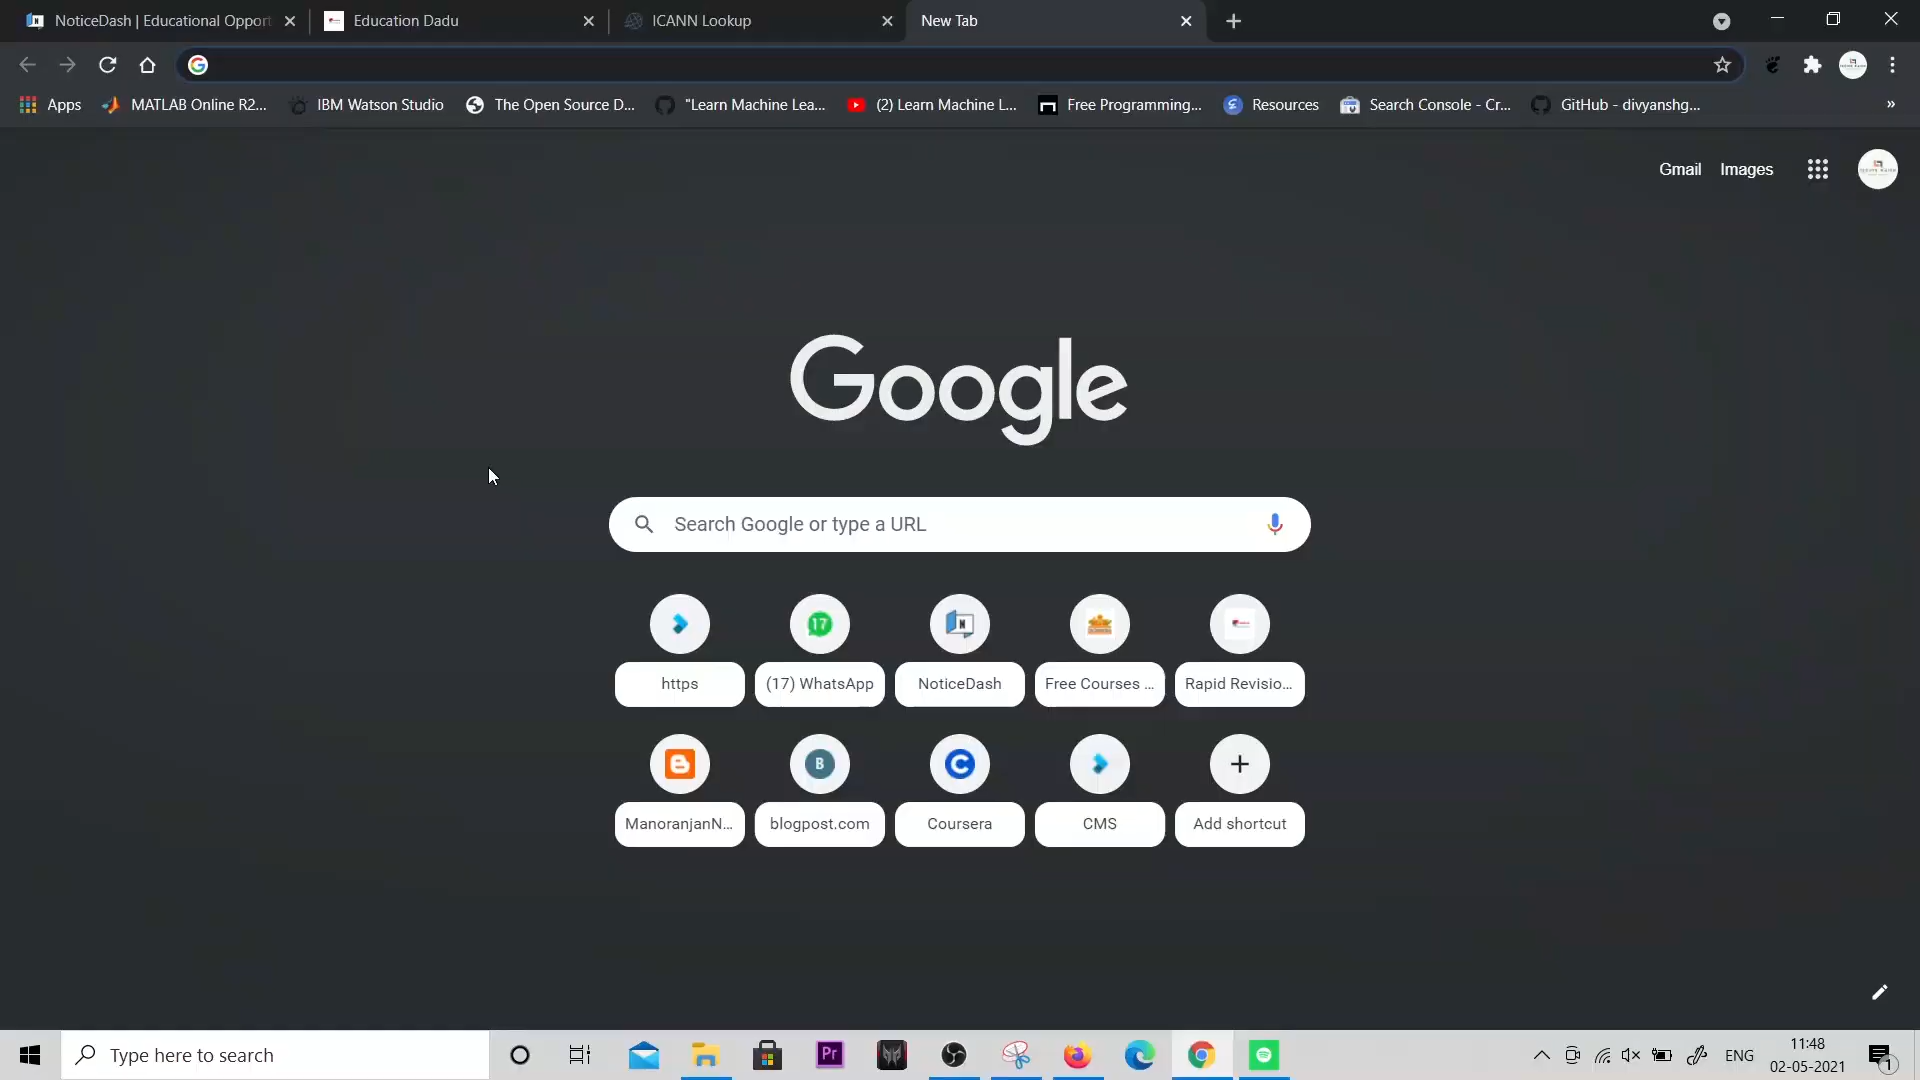 NoticeDash | Educational Opport
Education Dadu
ICANN Lookup
New Tab
Apps
MATLAB Online R2...
IBM Watson Studio
The Open Source D...
"Learn Machine Lea...
(2) Learn Machine L...
Free Programming...
Resources
Search Console - Cr...
GitHub - divyanshg...
»
Gmail Images
Google
Search Google or type a URL
17
N
https
(17) WhatsApp
NoticeDash
Free Courses ...
Rapid Revisio...
B
ManoranjanN...
blogpost.com
Coursera
CMS
Add shortcut
Type here to search
Pr
ENG
11:48
02-05-2021
1